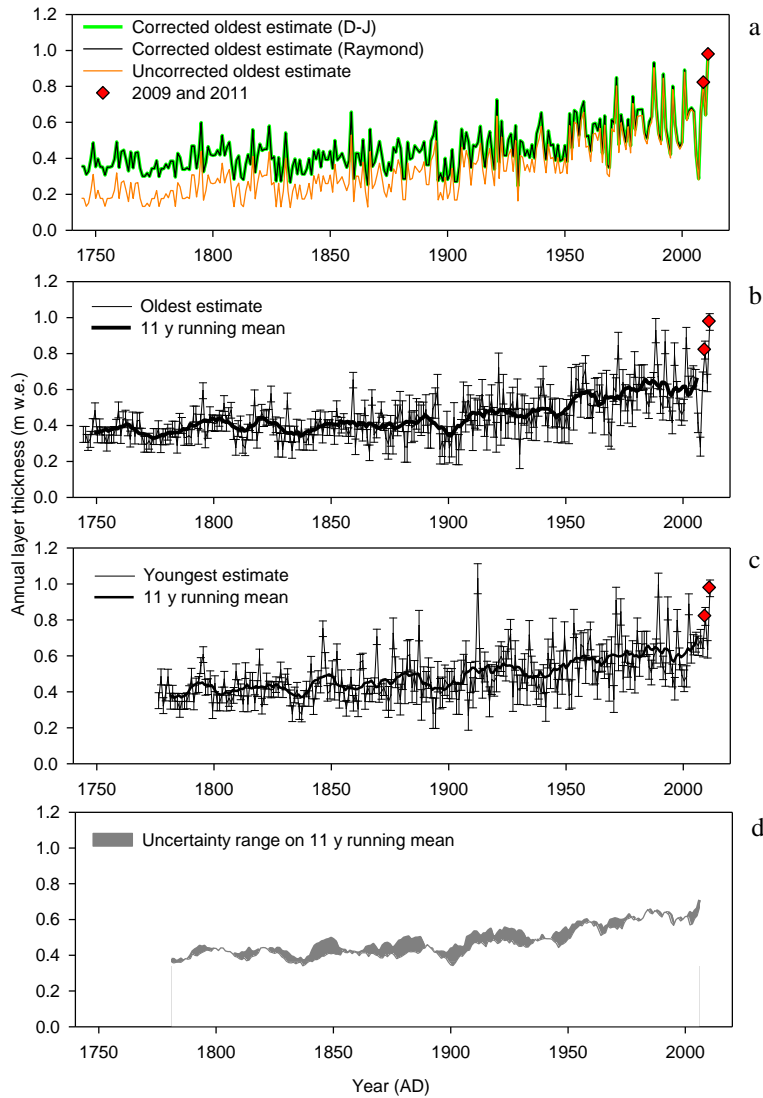 1.2
a
Corrected oldest estimate (D-J)
1.0
Corrected oldest estimate (Raymond)
Uncorrected oldest estimate
0.8
2009 and 2011
0.6
0.4
0.2
0.0
1750 1800 1850 1900 1950 2000
1.2
b
Oldest estimate
1.0
11 y running mean
0.8
0.6
0.4
0.2
0.0
1750 1800 1850 1900 1950 2000
Annual layer thickness (m w.e.)
1.2
c
Youngest estimate
1.0
11 y running mean
0.8
0.6
0.4
0.2
0.0
1750 1800 1850 1900 1950 2000
1.2
d
Uncertainty range on 11 y running mean
1.0
0.8
0.6
0.4
0.2
0.0
1750 1800 1850 1900 1950 2000
Year (AD)